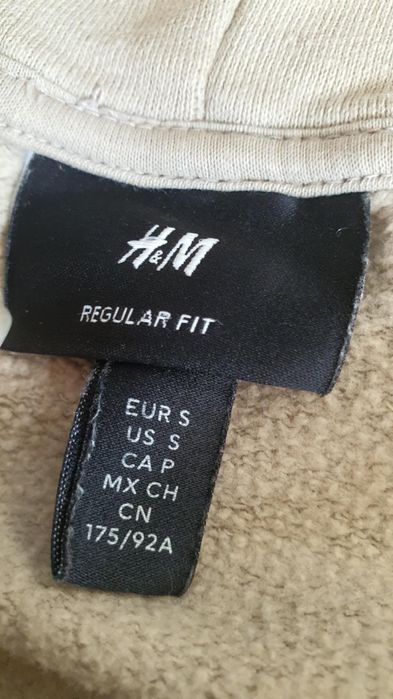 H&M
REGULAR FIT
EUR S
US S
CA P
MX CH
CN
175/92A